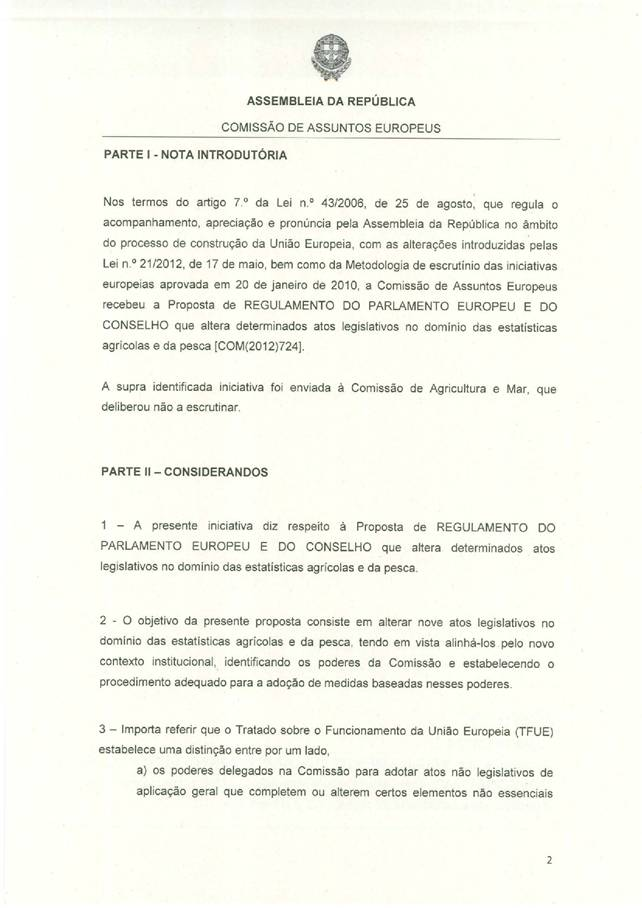 ASSEMBLEIA DA REPÚBLICA
COMISSÃO DE ASSUNTOS EUROPEUS
PARTE I - NOTA INTRODUTÓRIA
Nos termos do artigo 7.º da Lei n.º 43/2006, de 25 de agosto, que regula o
acompanhamento, apreciação e pronúncia pela Assembleia da República no âmbito
do processo de construção da União Europeia, com as alterações introduzidas pelas
Lei n.º 21/2012, de 17 de maio, bem como da Metodologia de escrutínio das iniciativas
europeias aprovada em 20 de janeiro de 2010, a Comissão de Assuntos Europeus
recebeu a Proposta de REGULAMENTO DO PARLAMENTO EUROPEU E DO
CONSELHO que altera determinados atos legislativos no domínio das estatísticas
agrícolas e da pesca [COM(2012)724].
A supra identificada iniciativa foi enviada à Comissão de Agricultura e Mar, que
deliberou não a escrutinar.
PARTE II – CONSIDERANDOS
1 – A presente iniciativa diz respeito à Proposta de REGULAMENTO DO
PARLAMENTO EUROPEU E DO CONSELHO que altera determinados atos
legislativos no domínio das estatísticas agrícolas e da pesca.
2 - O objetivo da presente proposta consiste em alterar nove atos legislativos no
domínio das estatísticas agrícolas e da pesca, tendo em vista alinhá-los pelo novo
contexto institucional, identificando os poderes da Comissão e estabelecendo o
procedimento adequado para a adoção de medidas baseadas nesses poderes.
3 – Importa referir que o Tratado sobre o Funcionamento da União Europeia (TFUE)
estabelece uma distinção entre por um lado,
a) os poderes delegados na Comissão para adotar atos não legislativos de
aplicação geral que completem ou alterem certos elementos não essenciais
2